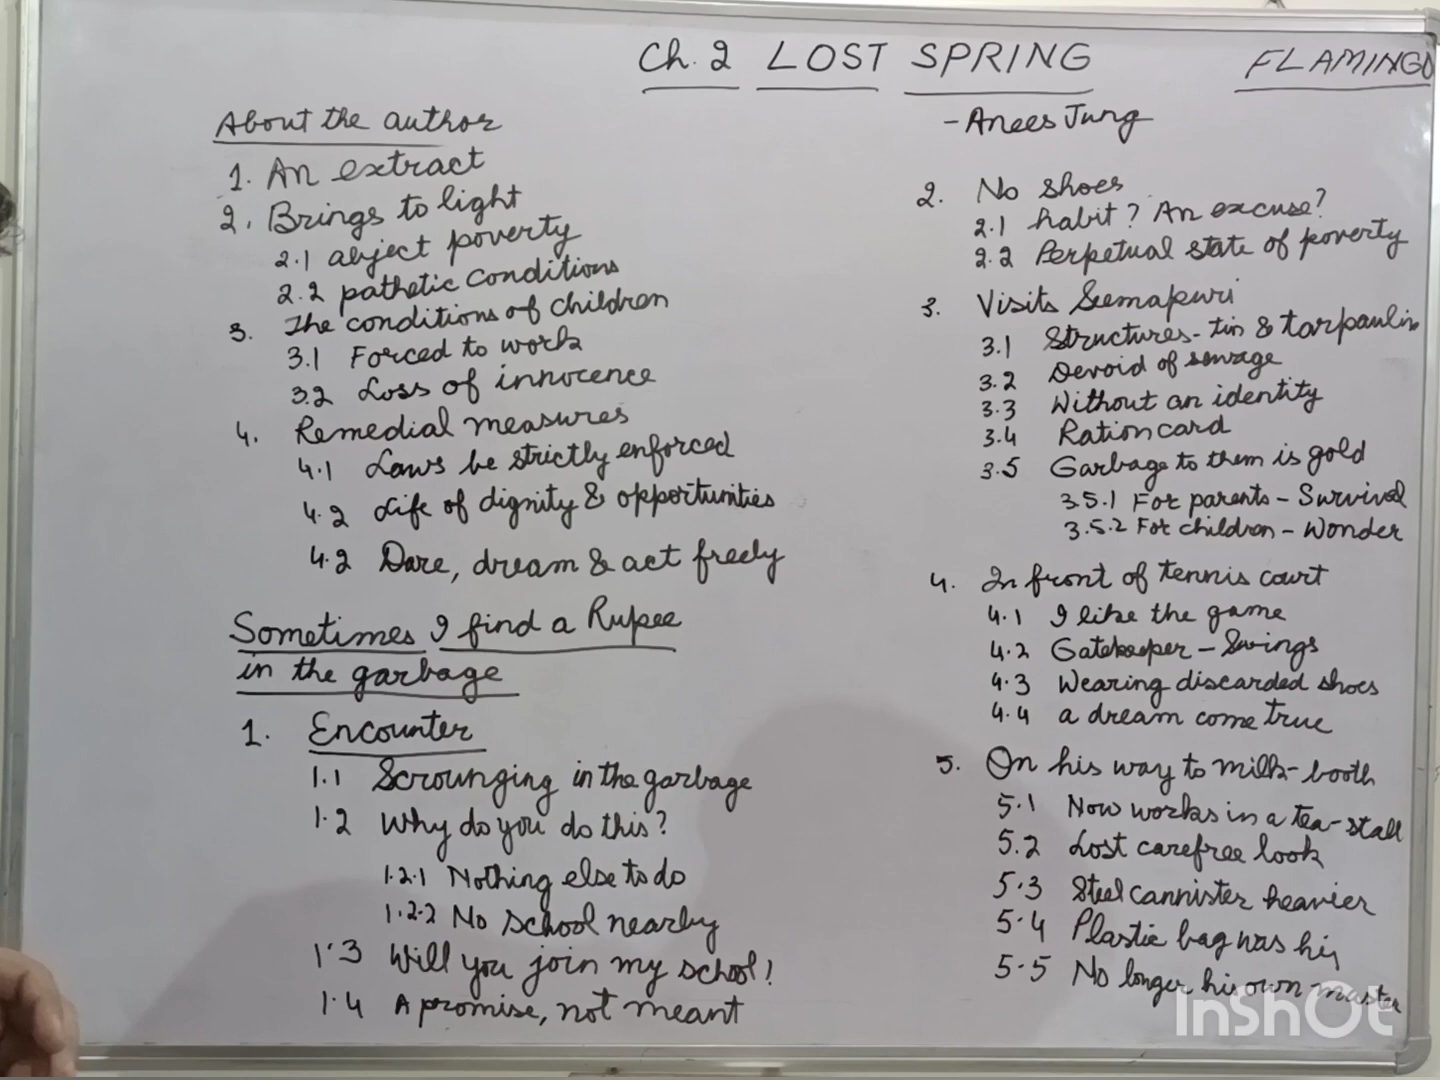 Ch. 2 LOST SPRING
FLAMINGO
- Anees Jung
About the author
1. An extract
2. Brings to light
2.1 abject poverty
2.2 pathetic conditions
3. The conditions of children
3.1 Forced to work
3.2 Loss of innocence
4. Remedial measures
4.1 Laws be strictly enforced
4.2 Life of dignity & opportunities
4.2 Dare, dream & act freely
Sometimes I find a Rupee
in the garbage
1. Encounter
1.1 Scrounging in the garbage
1.2 Why do you do this?
1.2.1 Nothing else to do
1.2.2 No school nearby
1.3 Will you join my school!
1.4 A promise, not meant
2. No shoes
2.1 habit? An excuse?
2.2 Perpetual state of poverty
3. Visits Seemapuri
3.1 Structures - tin & tarpaulin
3.2 Devoid of sewage
3.3 Without an identity
3.4 Ration card
3.5 Garbage to them is gold
3.5.1 For parents - Survival
3.5.2 For children - Wonder
4. In front of tennis court
4.1 I like the game
4.2 Gatekeeper - Swings
4.3 Wearing discarded shoes
4.4 a dream come true
5. On his way to milk-booth
5.1 Now works in a tea-stall
5.2 Lost carefree look
5.3 Steel cannister heavier
5.4 Plastic bag was his
5.5 No longer his own master
InShOt